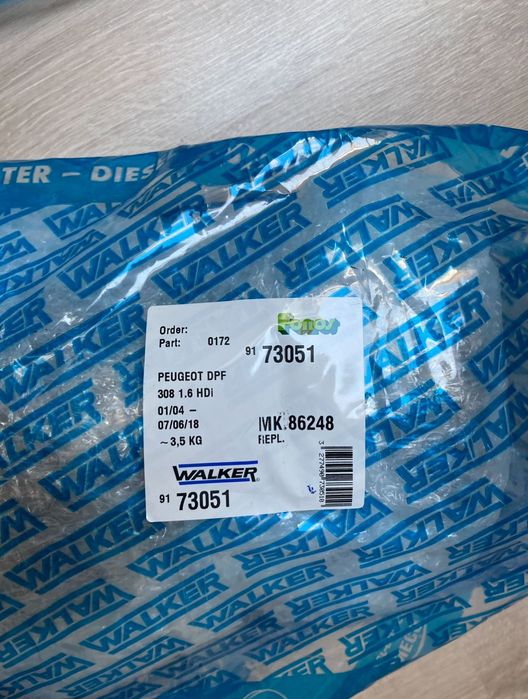 TER – DIES
WALKER
Order:
Part: 0172
Fonos
91 73051
PEUGEOT DPF
308 1.6 HDi
01/04 –
07/06/18
~ 3,5 KG
MK.86248
REPL.
WALKER
91 73051